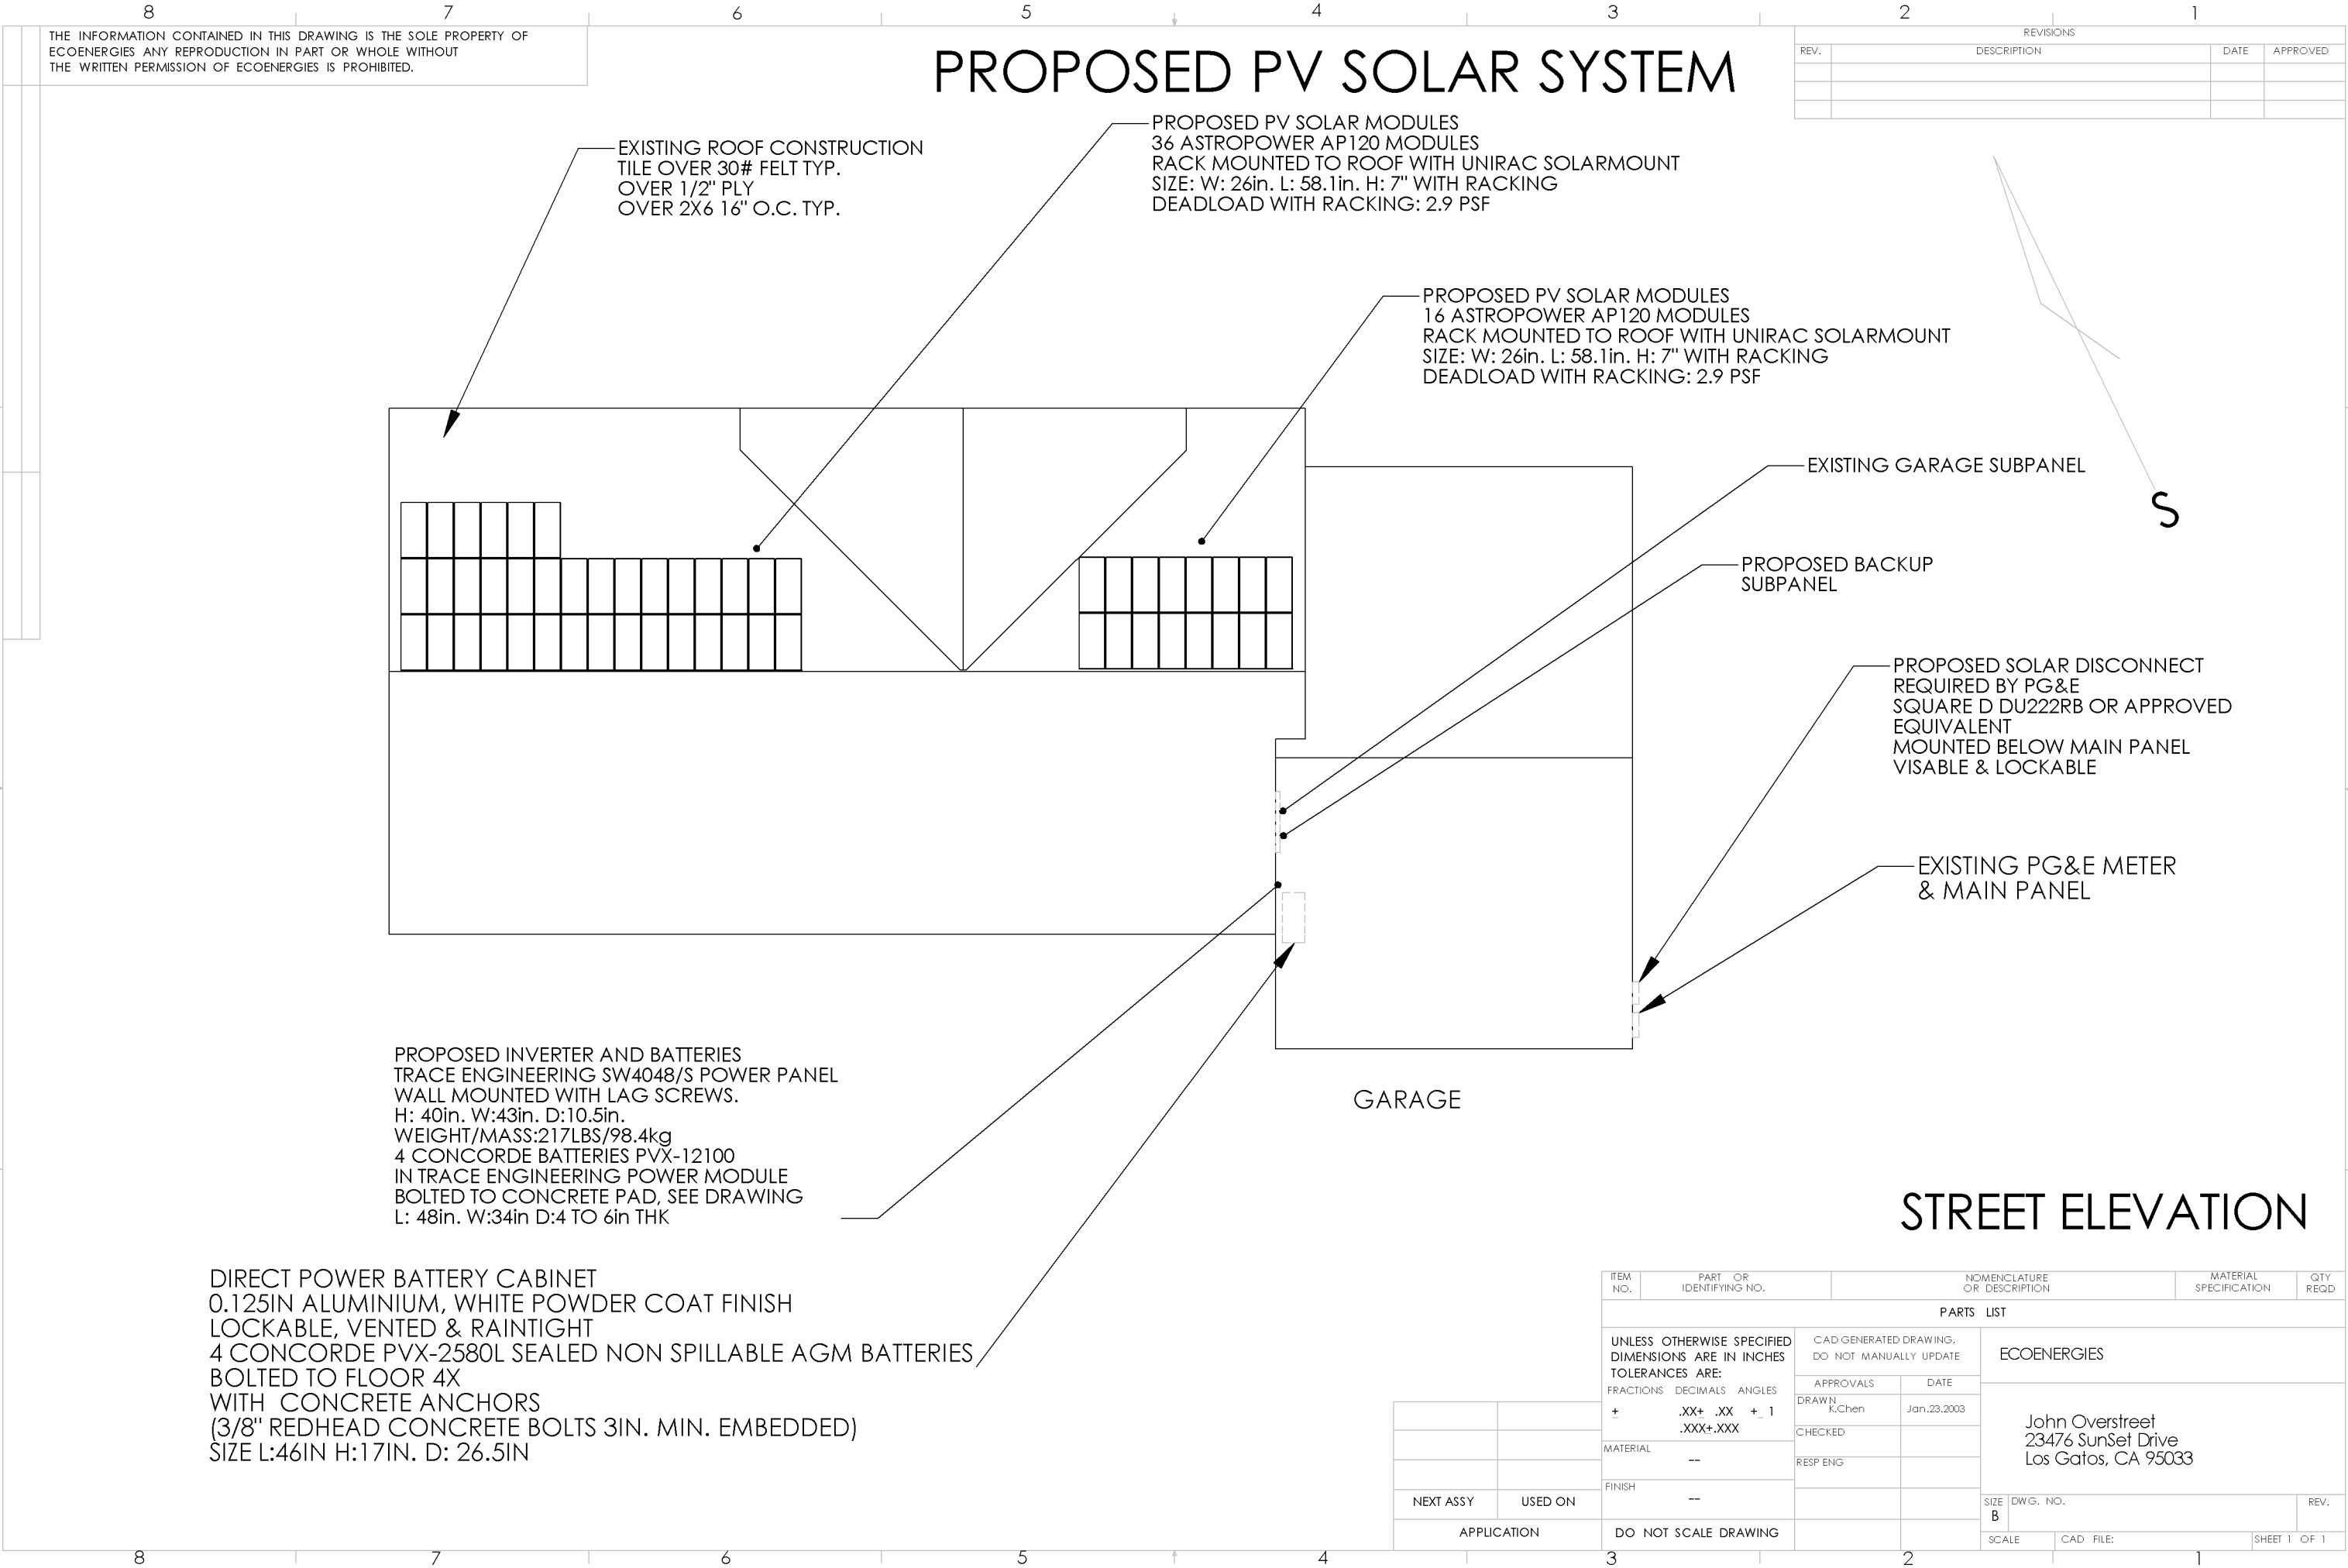 8 7 6 5 4 3 2 1
THE INFORMATION CONTAINED IN THIS DRAWING IS THE SOLE PROPERTY OF
ECOENERGIES ANY REPRODUCTION IN PART OR WHOLE WITHOUT
THE WRITTEN PERMISSION OF ECOENERGIES IS PROHIBITED.
PROPOSED PV SOLAR SYSTEM
REVISIONS
REV. DESCRIPTION DATE APPROVED
EXISTING ROOF CONSTRUCTION
TILE OVER 30# FELT TYP.
OVER 1/2" PLY
OVER 2X6 16" O.C. TYP.
PROPOSED PV SOLAR MODULES
36 ASTROPOWER AP120 MODULES
RACK MOUNTED TO ROOF WITH UNIRAC SOLARMOUNT
SIZE: W: 26in. L: 58.1in. H: 7" WITH RACKING
DEADLOAD WITH RACKING: 2.9 PSF
PROPOSED PV SOLAR MODULES
16 ASTROPOWER AP120 MODULES
RACK MOUNTED TO ROOF WITH UNIRAC SOLARMOUNT
SIZE: W: 26in. L: 58.1in. H: 7" WITH RACKING
DEADLOAD WITH RACKING: 2.9 PSF
EXISTING GARAGE SUBPANEL
S
PROPOSED BACKUP
SUBPANEL
PROPOSED SOLAR DISCONNECT
REQUIRED BY PG&E
SQUARE D DU222RB OR APPROVED
EQUIVALENT
MOUNTED BELOW MAIN PANEL
VISABLE & LOCKABLE
EXISTING PG&E METER
& MAIN PANEL
PROPOSED INVERTER AND BATTERIES
TRACE ENGINEERING SW4048/S POWER PANEL
WALL MOUNTED WITH LAG SCREWS.
H: 40in. W:43in. D:10.5in.
WEIGHT/MASS:217LBS/98.4kg
4 CONCORDE BATTERIES PVX-12100
IN TRACE ENGINEERING POWER MODULE
BOLTED TO CONCRETE PAD, SEE DRAWING
L: 48in. W:34in D:4 TO 6in THK
GARAGE
STREET ELEVATION
DIRECT POWER BATTERY CABINET
0.125IN ALUMINIUM, WHITE POWDER COAT FINISH
LOCKABLE, VENTED & RAINTIGHT
4 CONCORDE PVX-2580L SEALED NON SPILLABLE AGM BATTERIES
BOLTED TO FLOOR 4X
WITH CONCRETE ANCHORS
(3/8" REDHEAD CONCRETE BOLTS 3IN. MIN. EMBEDDED)
SIZE L:46IN H:17IN. D: 26.5IN
ITEM NO. PART OR IDENTIFYING NO. NOMENCLATURE OR DESCRIPTION MATERIAL SPECIFICATION QTY REQD
PARTS LIST
UNLESS OTHERWISE SPECIFIED
DIMENSIONS ARE IN INCHES
TOLERANCES ARE:
FRACTIONS DECIMALS ANGLES
± .XX± .XX ± 1
.XXX±.XXX
MATERIAL
--
FINISH
--
DO NOT SCALE DRAWING
CAD GENERATED DRAWING,
DO NOT MANUALLY UPDATE
APPROVALS DATE
DRAWN K.Chen Jan.23.2003
CHECKED
RESP ENG
ECOENERGIES
John Overstreet
23476 SunSet Drive
Los Gatos, CA 95033
SIZE B DWG. NO. REV.
SCALE CAD FILE: SHEET 1 OF 1
NEXT ASSY USED ON
APPLICATION
8 7 6 5 4 3 2 1